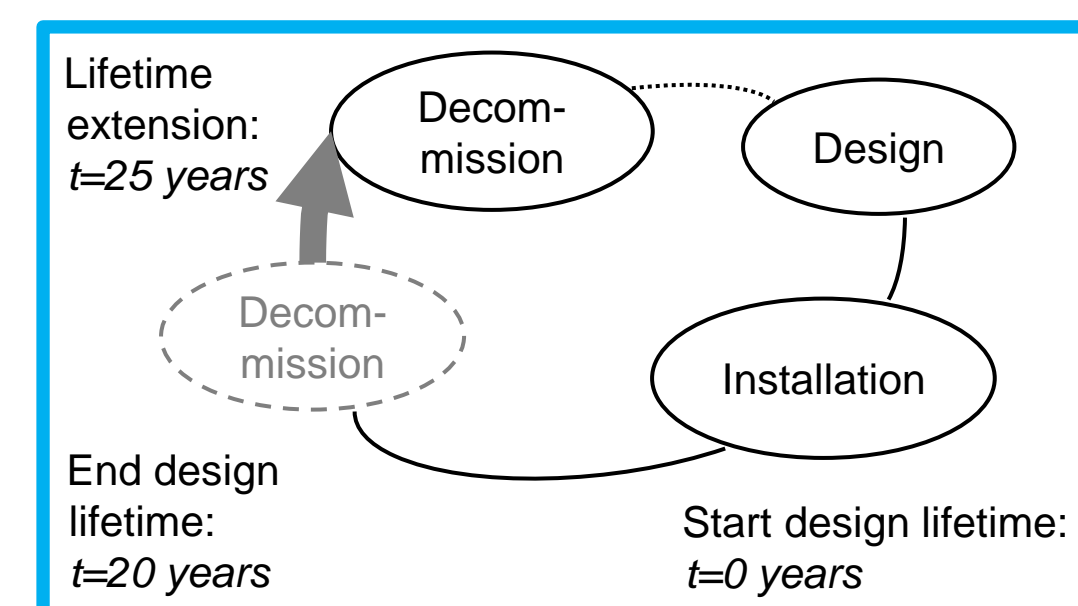 Lifetime
extension:
t=25 years
Decom-
mission
Design
Decom-
mission
Installation
End design
lifetime:
t=20 years
Start design lifetime:
t=0 years